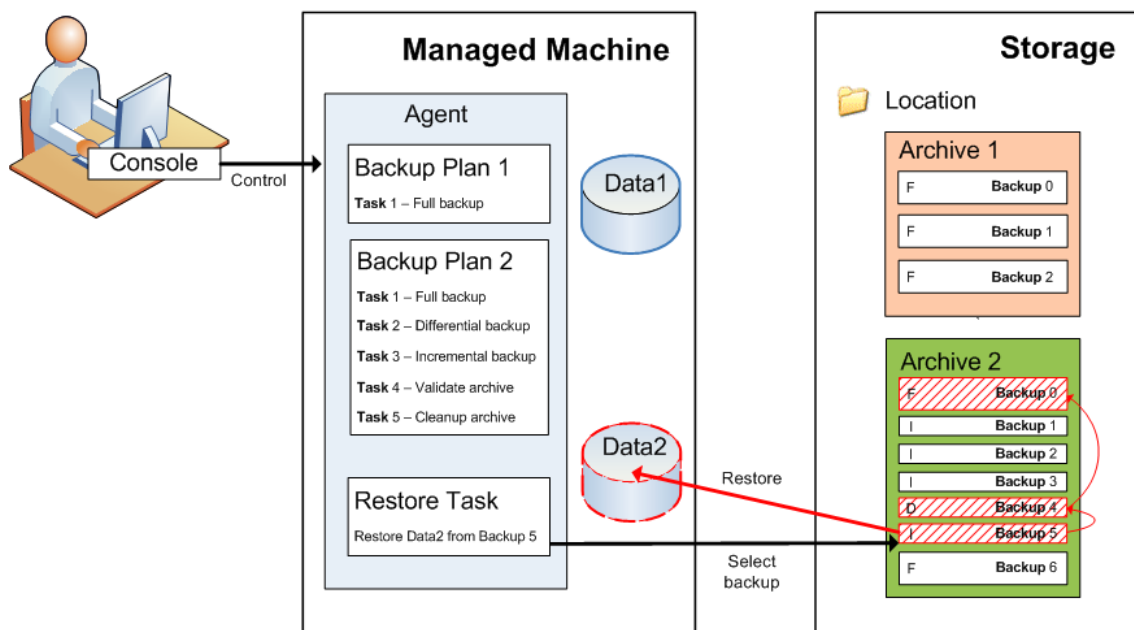 Console
Control
Managed Machine
Agent
Backup Plan 1
Task 1 – Full backup
Backup Plan 2
Task 1 – Full backup
Task 2 – Differential backup
Task 3 – Incremental backup
Task 4 – Validate archive
Task 5 – Cleanup archive
Restore Task
Restore Data2 from Backup 5
Data1
Data2
Restore
Select
backup
Storage
Location
Archive 1
F Backup 0
F Backup 1
F Backup 2
Archive 2
F Backup 0
I Backup 1
I Backup 2
I Backup 3
D Backup 4
I Backup 5
F Backup 6